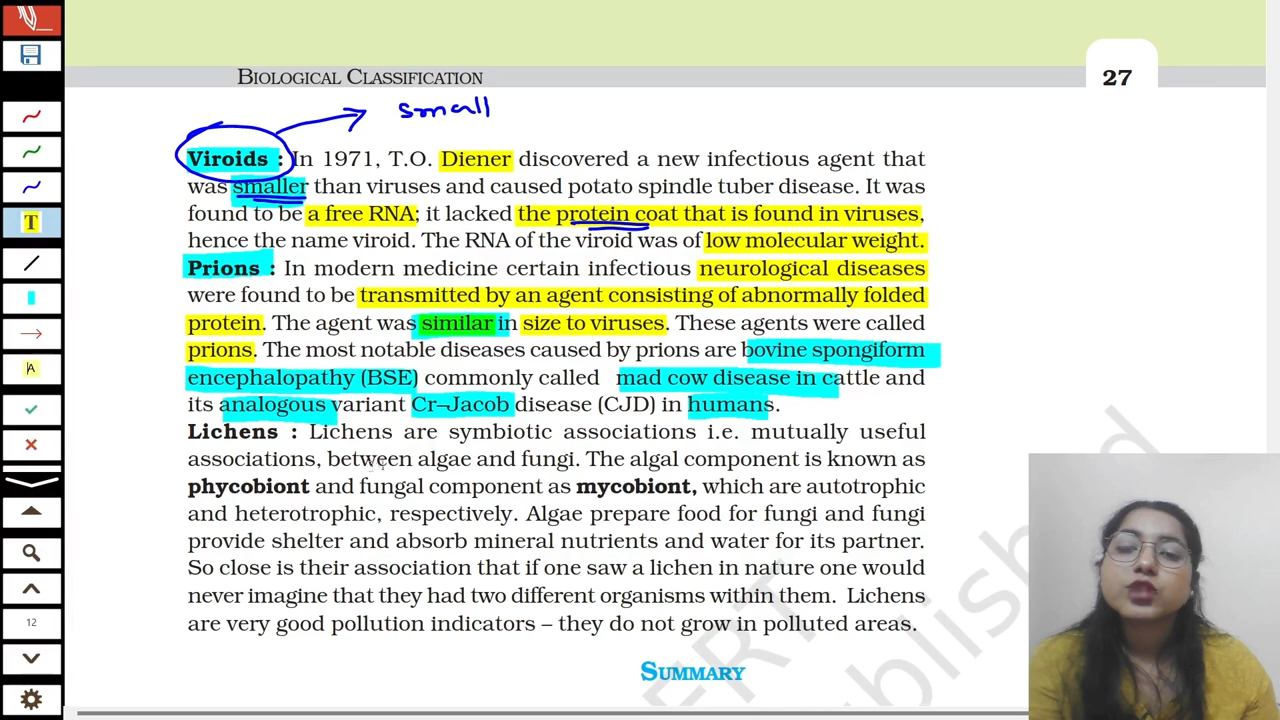 BIOLOGICAL CLASSIFICATION
27
small
Viroids : In 1971, T.O. Diener discovered a new infectious agent that
was smaller than viruses and caused potato spindle tuber disease. It was
found to be a free RNA; it lacked the protein coat that is found in viruses,
hence the name viroid. The RNA of the viroid was of low molecular weight.
Prions : In modern medicine certain infectious neurological diseases
were found to be transmitted by an agent consisting of abnormally folded
protein. The agent was similar in size to viruses. These agents were called
prions. The most notable diseases caused by prions are bovine spongiform
encephalopathy (BSE) commonly called mad cow disease in cattle and
its analogous variant Cr–Jacob disease (CJD) in humans.
Lichens : Lichens are symbiotic associations i.e. mutually useful
associations, between algae and fungi. The algal component is known as
phycobiont and fungal component as mycobiont, which are autotrophic
and heterotrophic, respectively. Algae prepare food for fungi and fungi
provide shelter and absorb mineral nutrients and water for its partner.
So close is their association that if one saw a lichen in nature one would
never imagine that they had two different organisms within them. Lichens
are very good pollution indicators – they do not grow in polluted areas.
SUMMARY
T
A
12